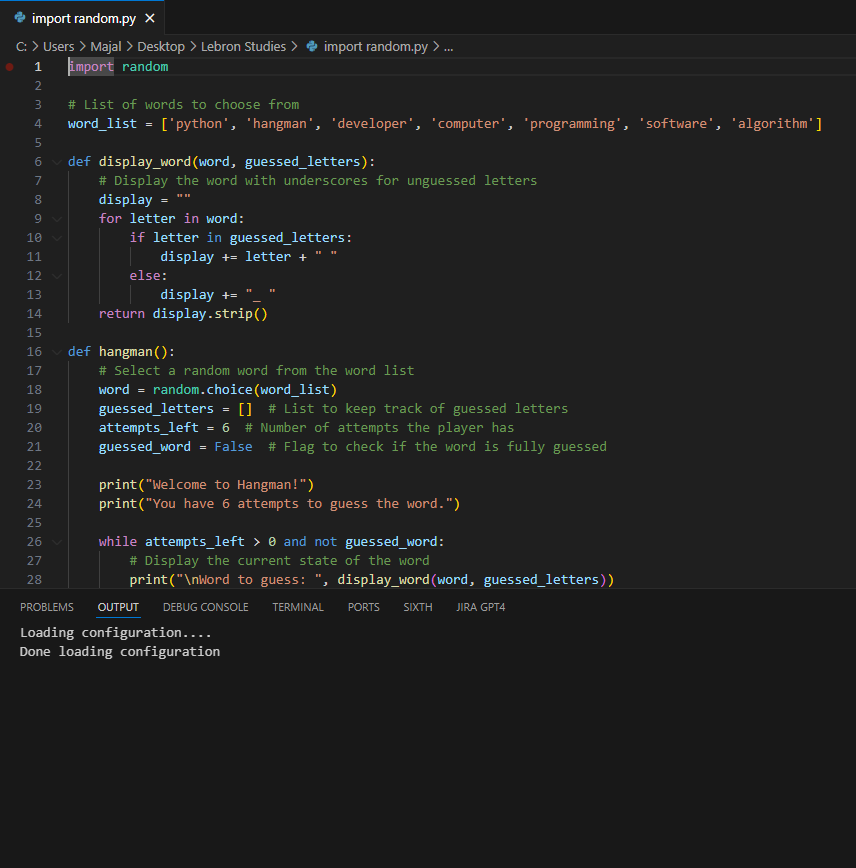 import random.py ×
C: > Users > Majal > Desktop > Lebron Studies > import random.py > ...
1 import random
2
3 # List of words to choose from
4 word_list = ['python', 'hangman', 'developer', 'computer', 'programming', 'software', 'algorithm']
5
6 def display_word(word, guessed_letters):
7     # Display the word with underscores for unguessed letters
8     display = ""
9     for letter in word:
10         if letter in guessed_letters:
11             display += letter + " "
12         else:
13             display += "_ "
14     return display.strip()
15
16 def hangman():
17     # Select a random word from the word list
18     word = random.choice(word_list)
19     guessed_letters = []  # List to keep track of guessed letters
20     attempts_left = 6  # Number of attempts the player has
21     guessed_word = False  # Flag to check if the word is fully guessed
22
23     print("Welcome to Hangman!")
24     print("You have 6 attempts to guess the word.")
25
26     while attempts_left > 0 and not guessed_word:
27         # Display the current state of the word
28         print("\nWord to guess: ", display_word(word, guessed_letters))
PROBLEMS OUTPUT DEBUG CONSOLE TERMINAL PORTS SIXTH JIRA GPT4
Loading configuration....
Done loading configuration